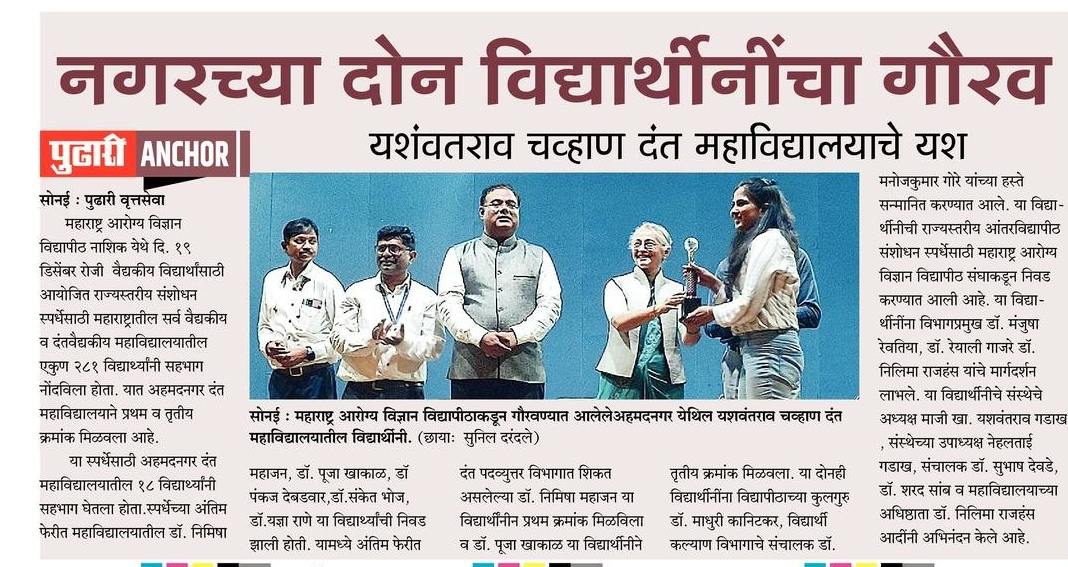 नगरच्या दोन विद्यार्थीनींचा गौरव
पुढारी ANCHOR
यशंवतराव चव्हाण दंत महाविद्यालयाचे यश
सोनई : पुढारी वृत्तसेवा
महाराष्ट्र आरोग्य विज्ञान
विद्यापीठ नाशिक येथे दि. १९
डिसेंबर रोजी वैद्यकीय विद्यार्थांसाठी
आयोजित राज्यस्तरीय संशोधन
स्पर्धेसाठी महाराष्ट्रातील सर्व वैद्यकीय
व दंतवैद्यकीय महाविद्यालयातील
एकुण २८१ विद्यार्थ्यांनी सहभाग
नोंदविला होता. यात अहमदनगर दंत
महाविद्यालयाने प्रथम व तृतीय
क्रमांक मिळवला आहे.
या स्पर्धेसाठी अहमदनगर दंत
महाविद्यालयातील १८ विद्यार्थ्यांनी
सहभाग घेतला होता.स्पर्धेच्या अंतिम
फेरीत महाविद्यालयातील डॉ. निमिषा
सोनई : महाराष्ट्र आरोग्य विज्ञान विद्यापीठाकडून गौरवण्यात आलेलेअहमदनगर येथिल यशवंतराव चव्हाण दंत
महाविद्यालयातील विद्यार्थिनी. (छायाः सुनिल दरंदले)
महाजन, डॉ. पूजा खाकाळ, डॉ
पंकज देबडवार,डॉ.संकेत भोज,
डॉ.यज्ञा राणे या विद्यार्थ्यांची निवड
झाली होती. यामध्ये अंतिम फेरीत
दंत पदव्युत्तर विभागात शिकत
असलेल्या डॉ. निमिषा महाजन या
विद्यार्थीनीन प्रथम क्रमांक मिळविला
व डॉ. पूजा खाकाळ या विद्यार्थीनीने
तृतीय क्रमांक मिळवला. या दोनही
विद्यार्थिनींना विद्यापीठाच्या कुलगुरु
डॉ. माधुरी कानिटकर, विद्यार्थी
कल्याण विभागाचे संचालक डॉ.
मनोजकुमार गोरे यांच्या हस्ते
सन्मानित करण्यात आले. या विद्या-
र्थीनीची राज्यस्तरीय आंतरविद्यापीठ
संशोधन स्पर्धेसाठी महाराष्ट्र आरोग्य
विज्ञान विद्यापीठ संघाकडून निवड
करण्यात आली आहे. या विद्या-
र्थीनींना विभागप्रमुख डॉ. मंजुषा
रेवतिया, डॉ. रेयाली गाजरे डॉ.
निलिमा राजहंस यांचे मार्गदर्शन
लाभले. या विद्यार्थीनीचे संस्थेचे
अध्यक्ष माजी खा. यशवंतराव गडाख
, संस्थेच्या उपाध्यक्ष नेहलताई
गडाख, संचालक डॉ. सुभाष देवडे,
डॉ. शरद सांब व महाविद्यालयाच्या
अधिष्ठाता डॉ. निलिमा राजहंस
आदींनी अभिनंदन केले आहे.